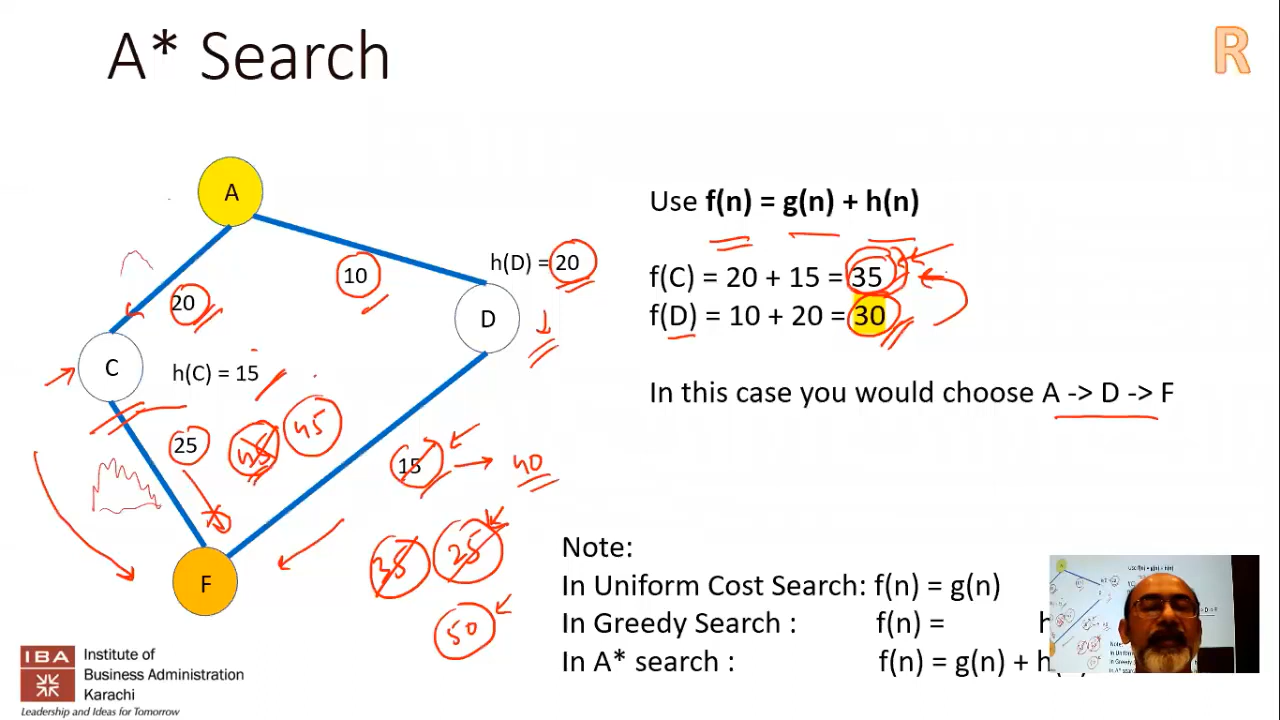 A* Search
R
A
Use f(n) = g(n) + h(n)
h(D) = 20
10
f(C) = 20 + 15 = 35
20
D
f(D) = 10 + 20 = 30
C
h(C) = 15
In this case you would choose A -> D -> F
25
45
15
40
35
25
Note:
F
In Uniform Cost Search: f(n) = g(n)
In Greedy Search : f(n) =
50
In A* search : f(n) = g(n) +
IBA
Institute of
Business Administration
Karachi
Leadership and Ideas for Tomorrow